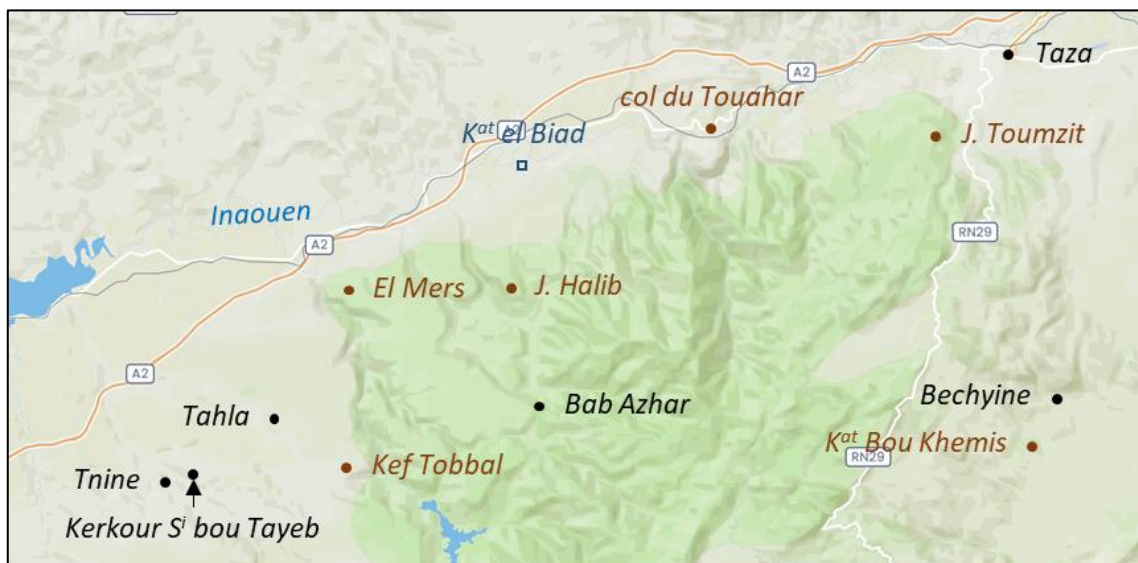 Taza
A2
col du Touahar
A2
Kat el Biad
J. Toumzit
Inaouen
RN29
A2
El Mers
J. Halib
A2
Bechyine
Bab Azhar
Tahla
Kat Bou Khemis
RN29
Kef Tobbal
Tnine
Kerkour Si bou Tayeb